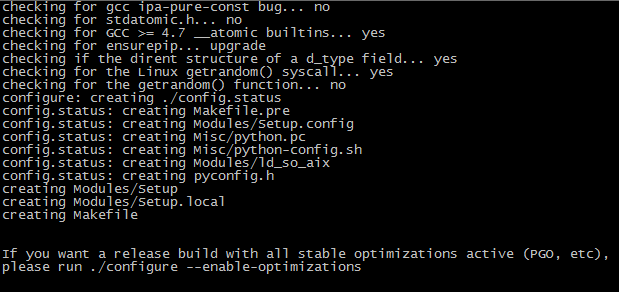 checking for gcc ipa-pure-const bug... no
checking for stdatomic.h... no
checking for GCC >= 4.7 __atomic builtins... yes
checking for ensurepip... upgrade
checking if the dirent structure of a d_type field... yes
checking for the Linux getrandom() syscall... yes
checking for the getrandom() function... no
configure: creating ./config.status
config.status: creating Makefile.pre
config.status: creating Modules/Setup.config
config.status: creating Misc/python.pc
config.status: creating Misc/python-config.sh
config.status: creating Modules/ld_so_aix
config.status: creating pyconfig.h
creating Modules/Setup
creating Modules/Setup.local
creating Makefile
If you want a release build with all stable optimizations active (PGO, etc),
please run ./configure --enable-optimizations